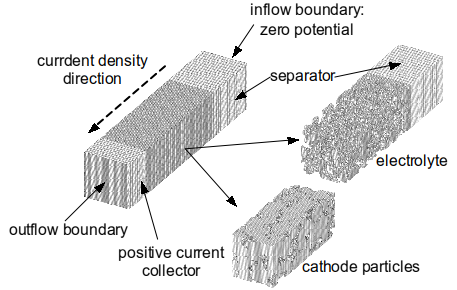 inflow boundary:
zero potential
currdent density
direction
separator
electrolyte
outflow boundary
positive current
collector
cathode particles